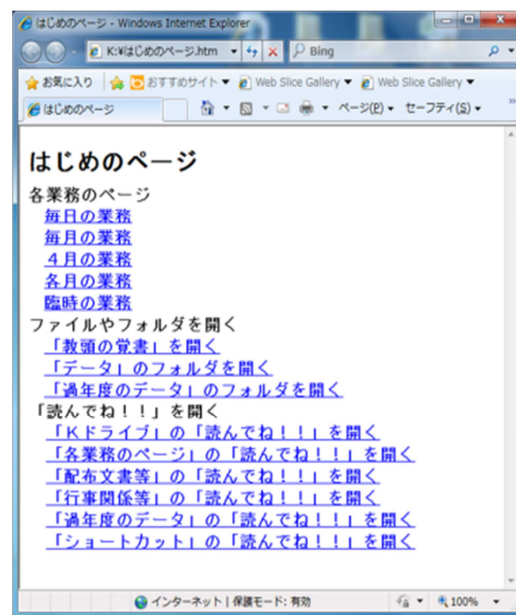 はじめのページ - Windows Internet Explorer
K:¥はじめのページ.htm
Bing
お気に入り おすすめサイト Web Slice Gallery Web Slice Gallery
はじめのページ ページ(P) セーフティ(S) »
はじめのページ
各業務のページ
毎日の業務
毎月の業務
４月の業務
各月の業務
臨時の業務
ファイルやフォルダを開く
「教頭の覚書」を開く
「データ」のフォルダを開く
「過年度のデータ」のフォルダを開く
「読んでね！！」を開く
「Ｋドライブ」の「読んでね！！」を開く
「各業務のページ」の「読んでね！！」を開く
「配布文書等」の「読んでね！！」を開く
「行事関係等」の「読んでね！！」を開く
「過年度のデータ」の「読んでね！！」を開く
「ショートカット」の「読んでね！！」を開く
インターネット | 保護モード: 有効 100%